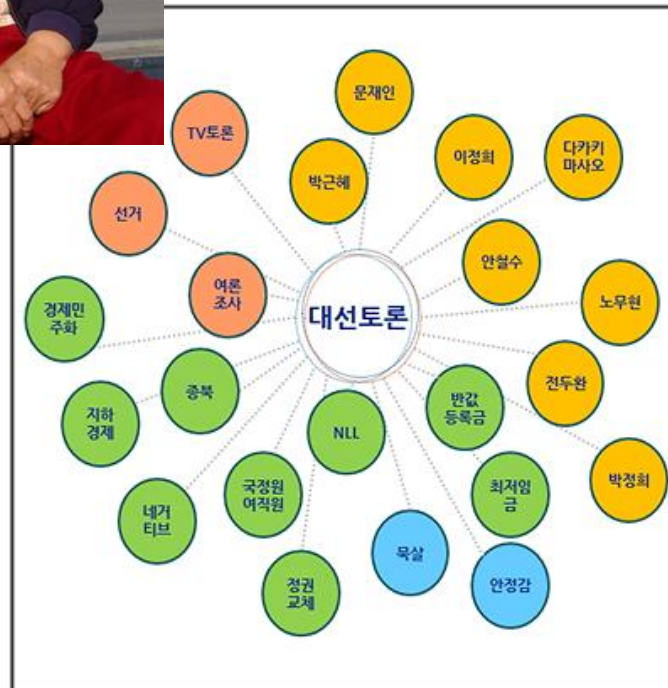 문재인
TV토론
이정희
다카키
마사오
박근혜
선거
안철수
여론
조사
경제민
주화
대선토론
노무현
종북
전두환
지하
경제
반값
등록금
NLL
박정희
국정원
여직원
최저임
금
네거
티브
묵살
정권
교체
안정감